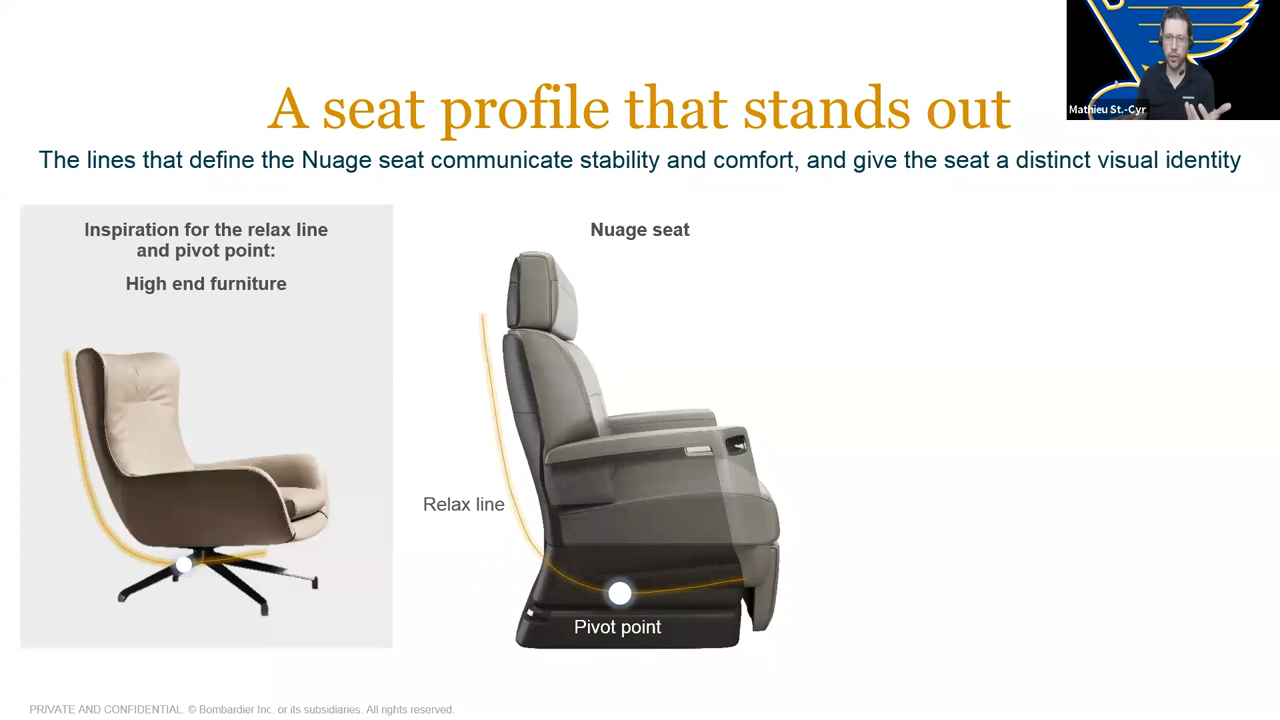 A seat profile that stands out
Mathieu St.-Cyr
The lines that define the Nuage seat communicate stability and comfort, and give the seat a distinct visual identity
Inspiration for the relax line
and pivot point:
High end furniture
Nuage seat
Relax line
Pivot point
PRIVATE AND CONFIDENTIAL. © Bombardier Inc. or its subsidiaries. All rights reserved.